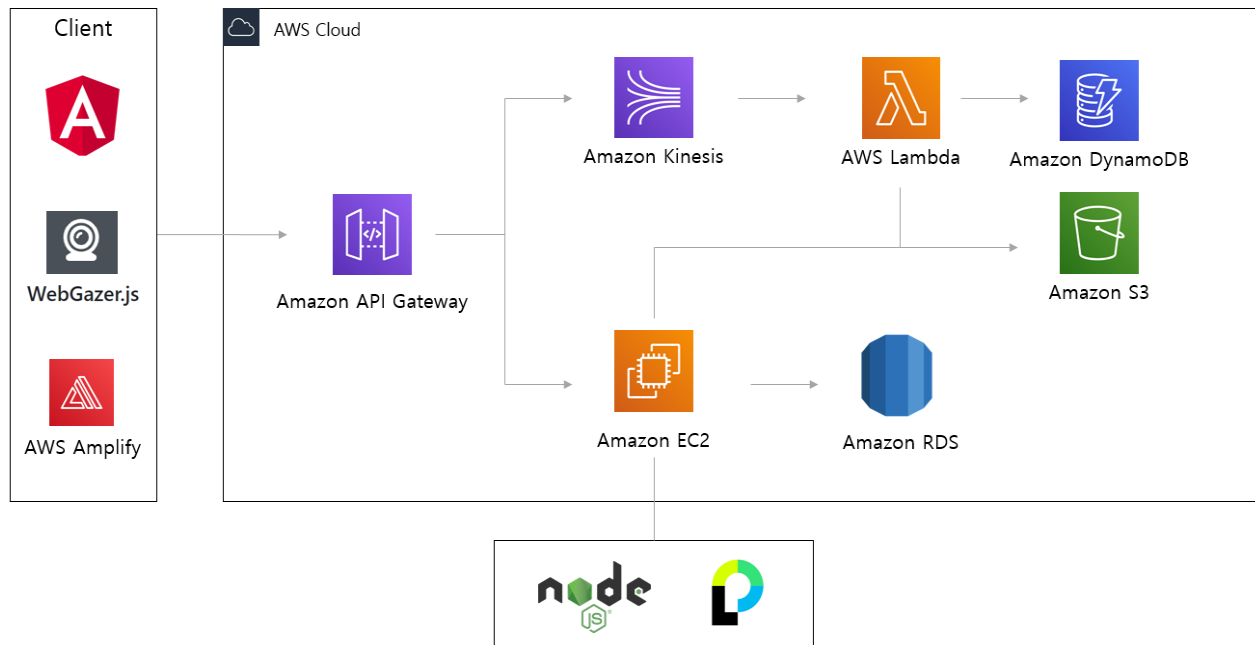 Client
AWS Cloud
A
WebGazer.js
AWS Amplify
</>
Amazon API Gateway
Amazon Kinesis
AWS Lambda
Amazon DynamoDB
Amazon S3
Amazon EC2
Amazon RDS
node
JS